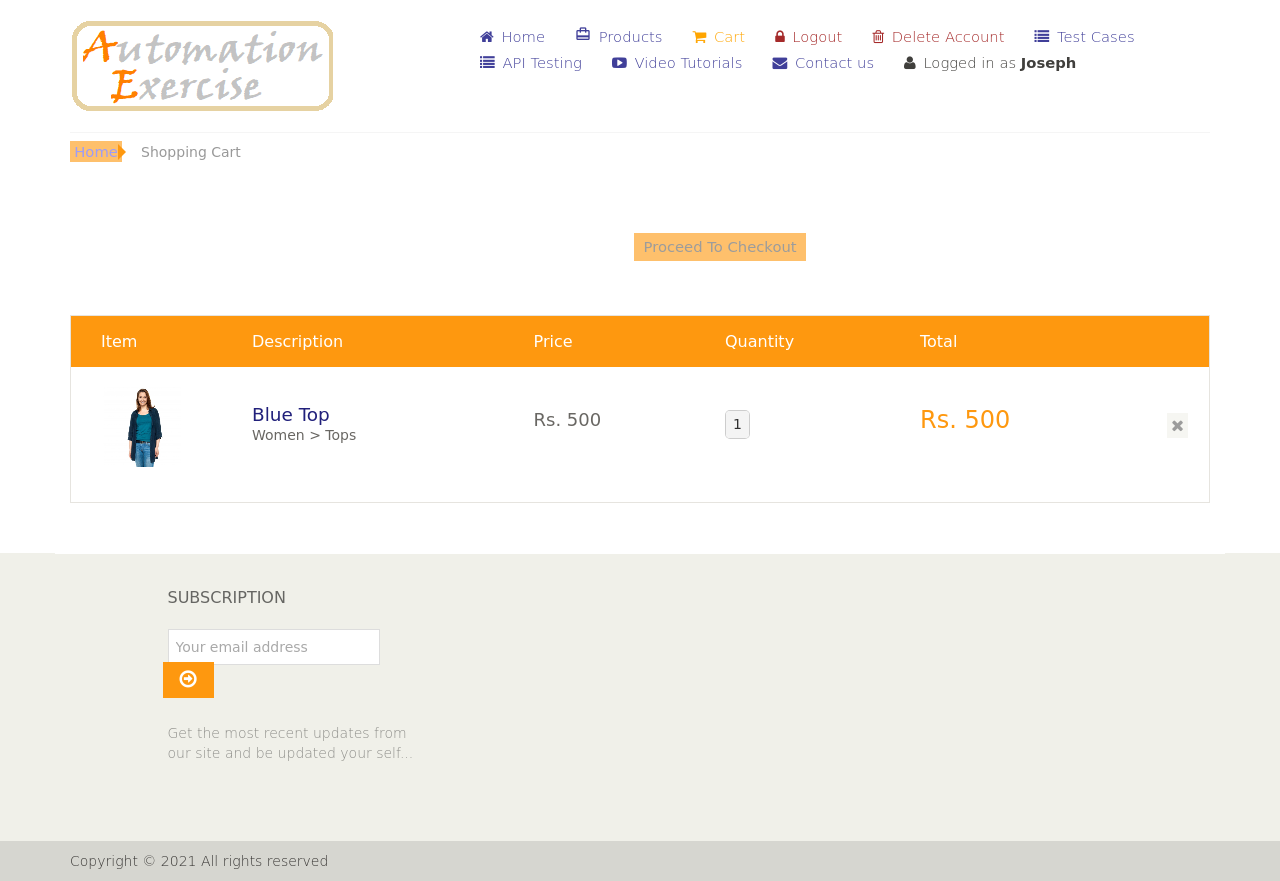 Automation
Exercise
Home Products Cart Logout Delete Account Test Cases
API Testing Video Tutorials Contact us Logged in as Joseph
Home Shopping Cart
Proceed To Checkout
Item Description Price Quantity Total
Blue Top
Women > Tops
Rs. 500
1
Rs. 500
SUBSCRIPTION
Your email address
Get the most recent updates from
our site and be updated your self...
Copyright © 2021 All rights reserved